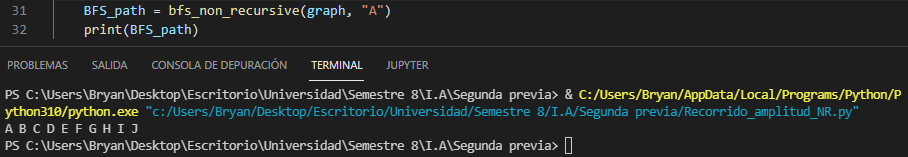 31 BFS_path = bfs_non_recursive(graph, "A")
32 print(BFS_path)
PROBLEMAS SALIDA CONSOLA DE DEPURACIÓN TERMINAL JUPYTER
PS C:\Users\Bryan\Desktop\Escritorio\Universidad\Semestre 8\I.A\Segunda previa> & C:/Users/Bryan/AppData/Local/Programs/Python/P
ython310/python.exe "c:/Users/Bryan/Desktop/Escritorio/Universidad/Semestre 8/I.A/Segunda previa/Recorrido_amplitud_NR.py"
A B C D E F G H I J
PS C:\Users\Bryan\Desktop\Escritorio\Universidad\Semestre 8\I.A\Segunda previa>